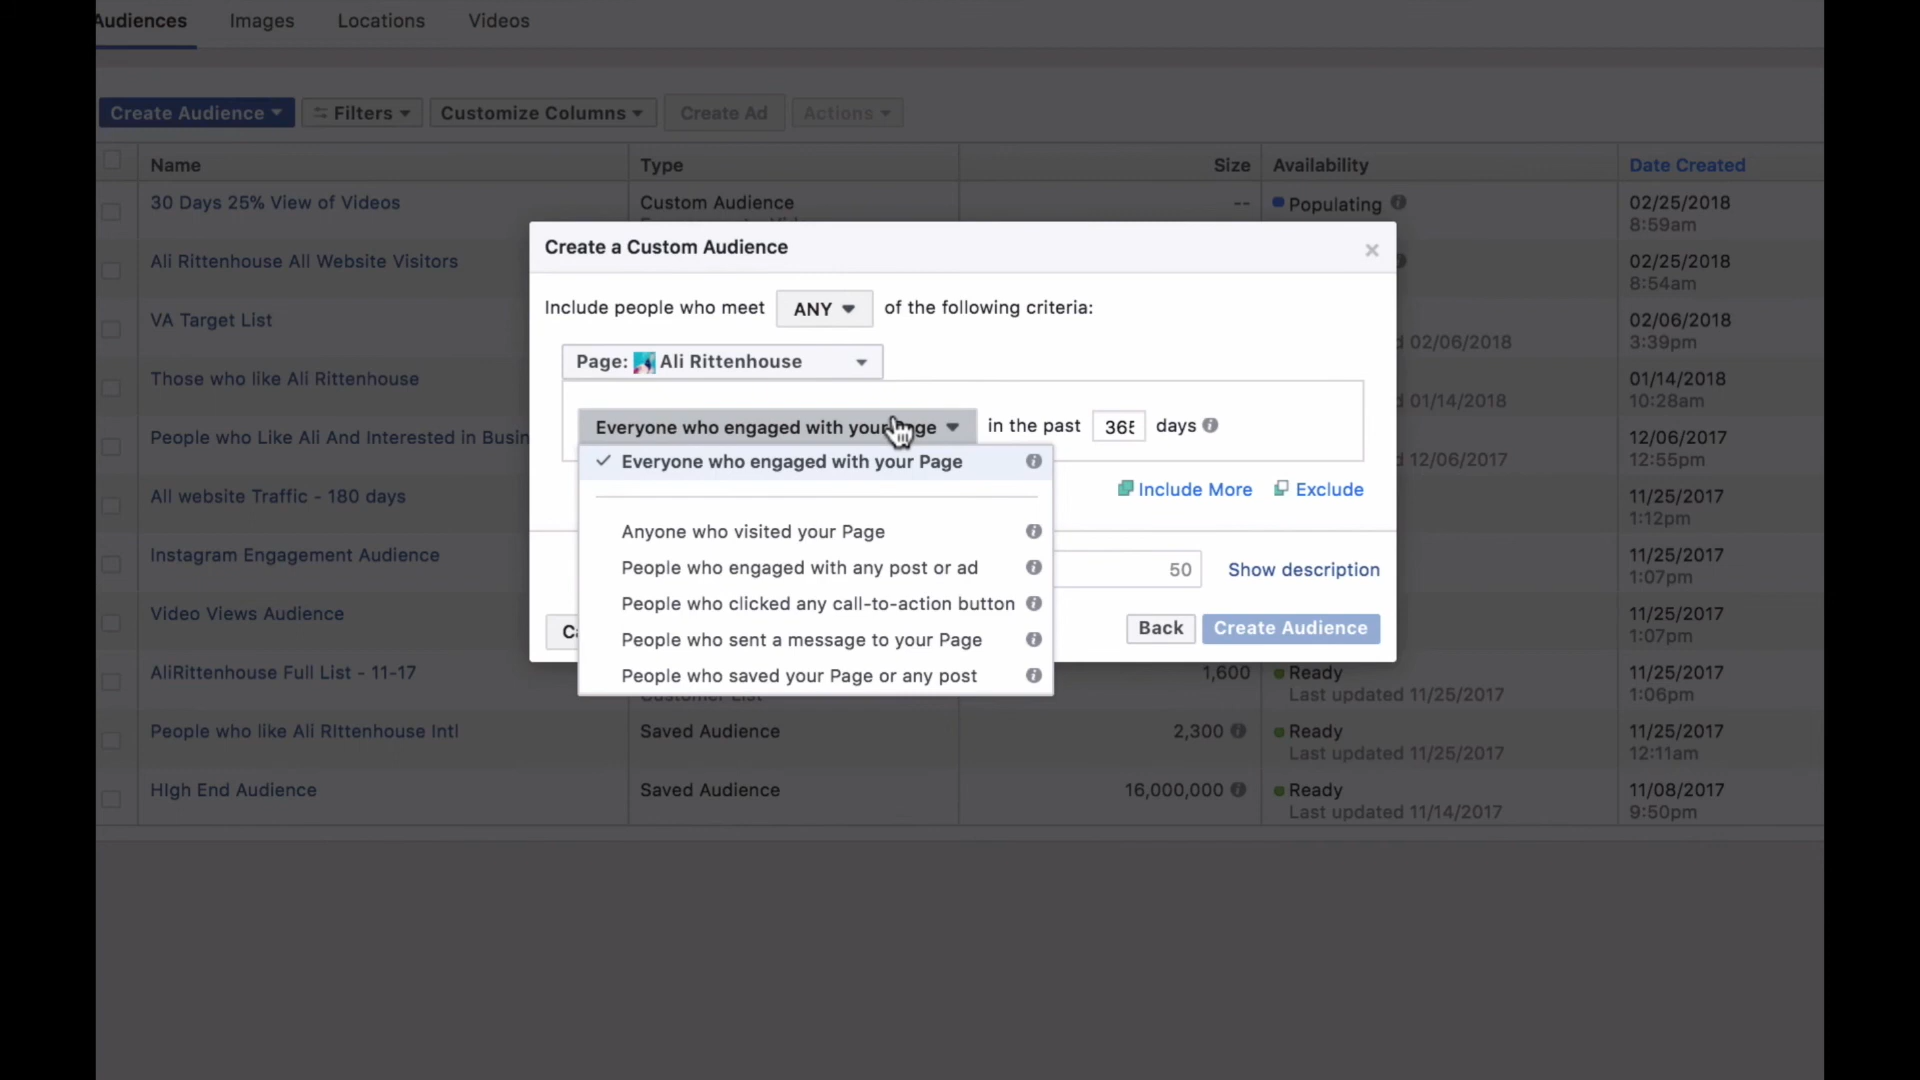 Audiences Images Locations Videos
Create Audience Filters Customize Columns Create Ad Actions
Name Type Size Availability Date Created
30 Days 25% View of Videos Custom Audience -- Populating 02/25/2018
8:59am
Create a Custom Audience
Ali Rittenhouse All Website Visitors 02/25/2018
8:54am
Include people who meet ANY of the following criteria:
VA Target List 02/06/2018
02/06/2018 3:39pm
Page: Ali Rittenhouse
Those who like Ali Rittenhouse 01/14/2018
01/14/2018 10:28am
Everyone who engaged with your Page in the past 365 days
People who Like Ali And Interested in 12/06/2017
12/06/2017 12:55pm
Everyone who engaged with your Page
Include More Exclude
All website Traffic - 180 days 11/25/2017
1:12pm
Anyone who visited your Page
Instagram Engagement Audience 11/25/2017
People who engaged with any post or ad 50 Show description
1:07pm
People who clicked any call-to-action button
Video Views Audience 11/25/2017
1:07pm
Back Create Audience
People who sent a message to your Page
AliRittenhouse Full List - 11-17 1,600 Ready 11/25/2017
People who saved your Page or any post
Customer List Last updated 11/25/2017 1:06pm
People who like Ali RIttenhouse Intl Saved Audience 2,300 Ready 11/25/2017
Last updated 11/25/2017 12:11am
HIgh End Audience Saved Audience 16,000,000 Ready 11/08/2017
Last updated 11/14/2017 9:50pm